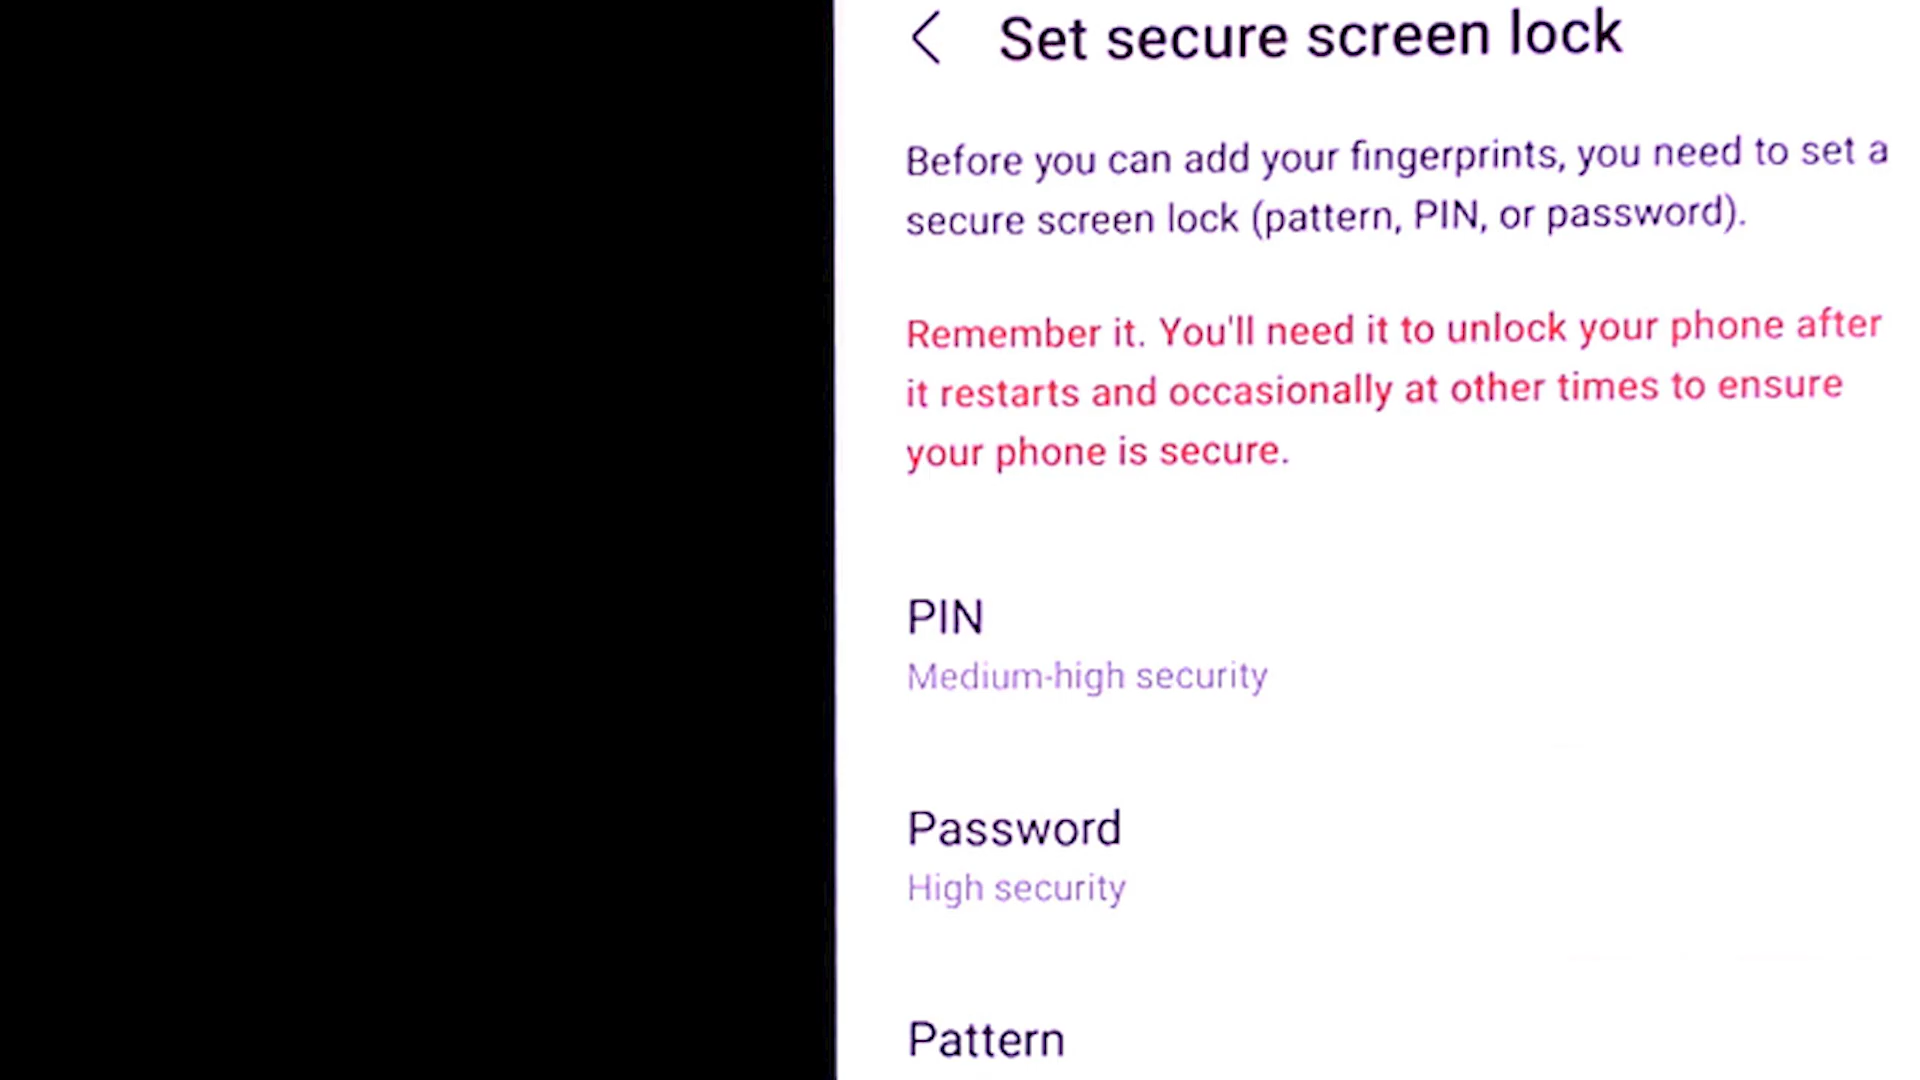 Set secure screen lock
Before you can add your fingerprints, you need to set a
secure screen lock (pattern, PIN, or password).
Remember it. You'll need it to unlock your phone after
it restarts and occasionally at other times to ensure
your phone is secure.
PIN
Medium-high security
Password
High security
Pattern